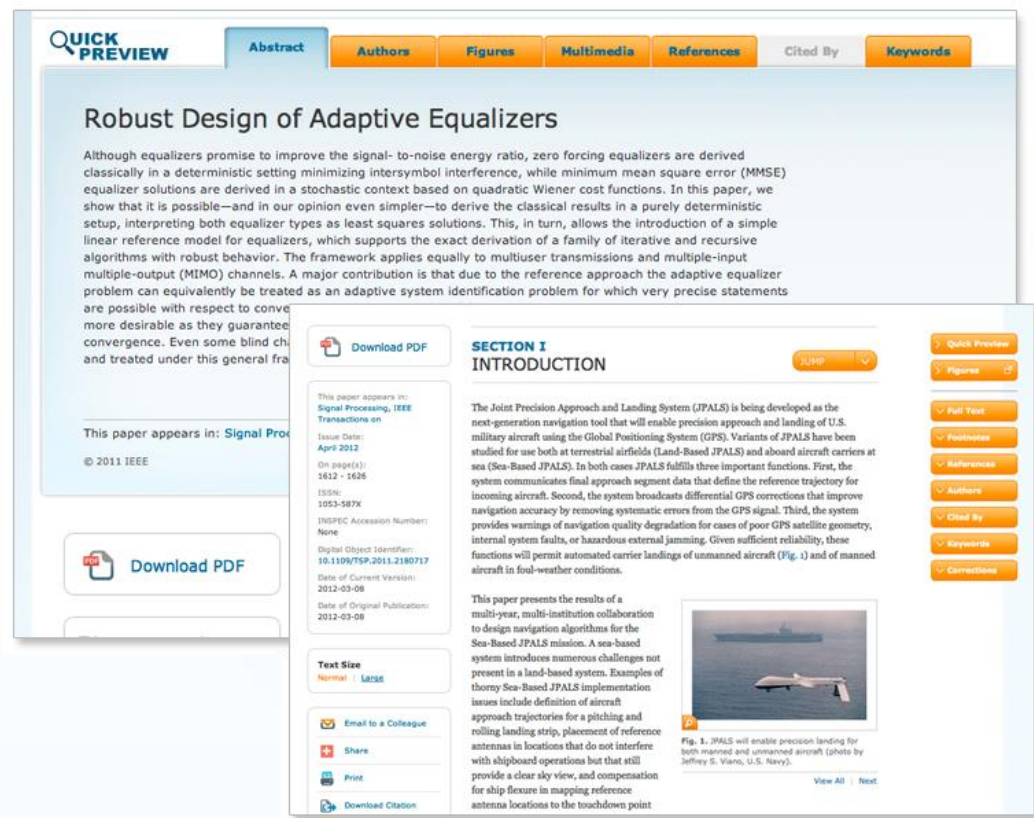 QUICK
PREVIEW
Abstract
Authors
Figures
Multimedia
References
Cited By
Keywords
Robust Design of Adaptive Equalizers
Although equalizers promise to improve the signal- to-noise energy ratio, zero forcing equalizers are derived
classically in a deterministic setting minimizing intersymbol interference, while minimum mean square error (MMSE)
equalizer solutions are derived in a stochastic context based on quadratic Wiener cost functions. In this paper, we
show that it is possible—and in our opinion even simpler—to derive the classical results in a purely deterministic
setup, interpreting both equalizer types as least squares solutions. This, in turn, allows the introduction of a simple
linear reference model for equalizers, which supports the exact derivation of a family of iterative and recursive
algorithms with robust behavior. The framework applies equally to multiuser transmissions and multiple-input
multiple-output (MIMO) channels. A major contribution is that due to the reference approach the adaptive equalizer
problem can equivalently be treated as an adaptive system identification problem for which very precise statements
are possible with respect to conve
more desirable as they guarantee
convergence. Even some blind cha
and treated under this general fra
This paper appears in: Signal Proc
© 2011 IEEE
PDF
Download PDF
Download PDF
This paper appears in:
Signal Processing, IEEE
Transactions on
Issue Date:
April 2012
On page(s):
1612 - 1626
ISSN:
1053-587X
INSPEC Accession Number:
None
Digital Object Identifier:
10.1109/TSP.2011.2180717
Date of Current Version:
2012-03-08
Date of Original Publication:
2012-03-08
Text Size
Normal | Large
Email to a Colleague
Share
Print
Download Citation
SECTION I
INTRODUCTION
JUMP
The Joint Precision Approach and Landing System (JPALS) is being developed as the
next-generation navigation tool that will enable precision approach and landing of U.S.
military aircraft using the Global Positioning System (GPS). Variants of JPALS have been
studied for use both at terrestrial airfields (Land-Based JPALS) and aboard aircraft carriers at
sea (Sea-Based JPALS). In both cases JPALS fulfills three important functions. First, the
system communicates final approach segment data that define the reference trajectory for
incoming aircraft. Second, the system broadcasts differential GPS corrections that improve
navigation accuracy by removing systematic errors from the GPS signal. Third, the system
provides warnings of navigation quality degradation for cases of poor GPS satellite geometry,
internal system faults, or hazardous external jamming. Given sufficient reliability, these
functions will permit automated carrier landings of unmanned aircraft (Fig. 1) and of manned
aircraft in foul-weather conditions.
This paper presents the results of a
multi-year, multi-institution collaboration
to design navigation algorithms for the
Sea-Based JPALS mission. A sea-based
system introduces numerous challenges not
present in a land-based system. Examples of
thorny Sea-Based JPALS implementation
issues include definition of aircraft
approach trajectories for a pitching and
rolling landing strip, placement of reference
antennas in locations that do not interfere
with shipboard operations but that still
provide a clear sky view, and compensation
for ship flexure in mapping reference
antenna locations to the touchdown point
Fig. 1. JPALS will enable precision landing for
both manned and unmanned aircraft (photo by
Jeffrey S. Viano, U.S. Navy).
View All | Next
Quick Preview
Figures
Full Text
Footnotes
References
Authors
Cited By
Keywords
Corrections